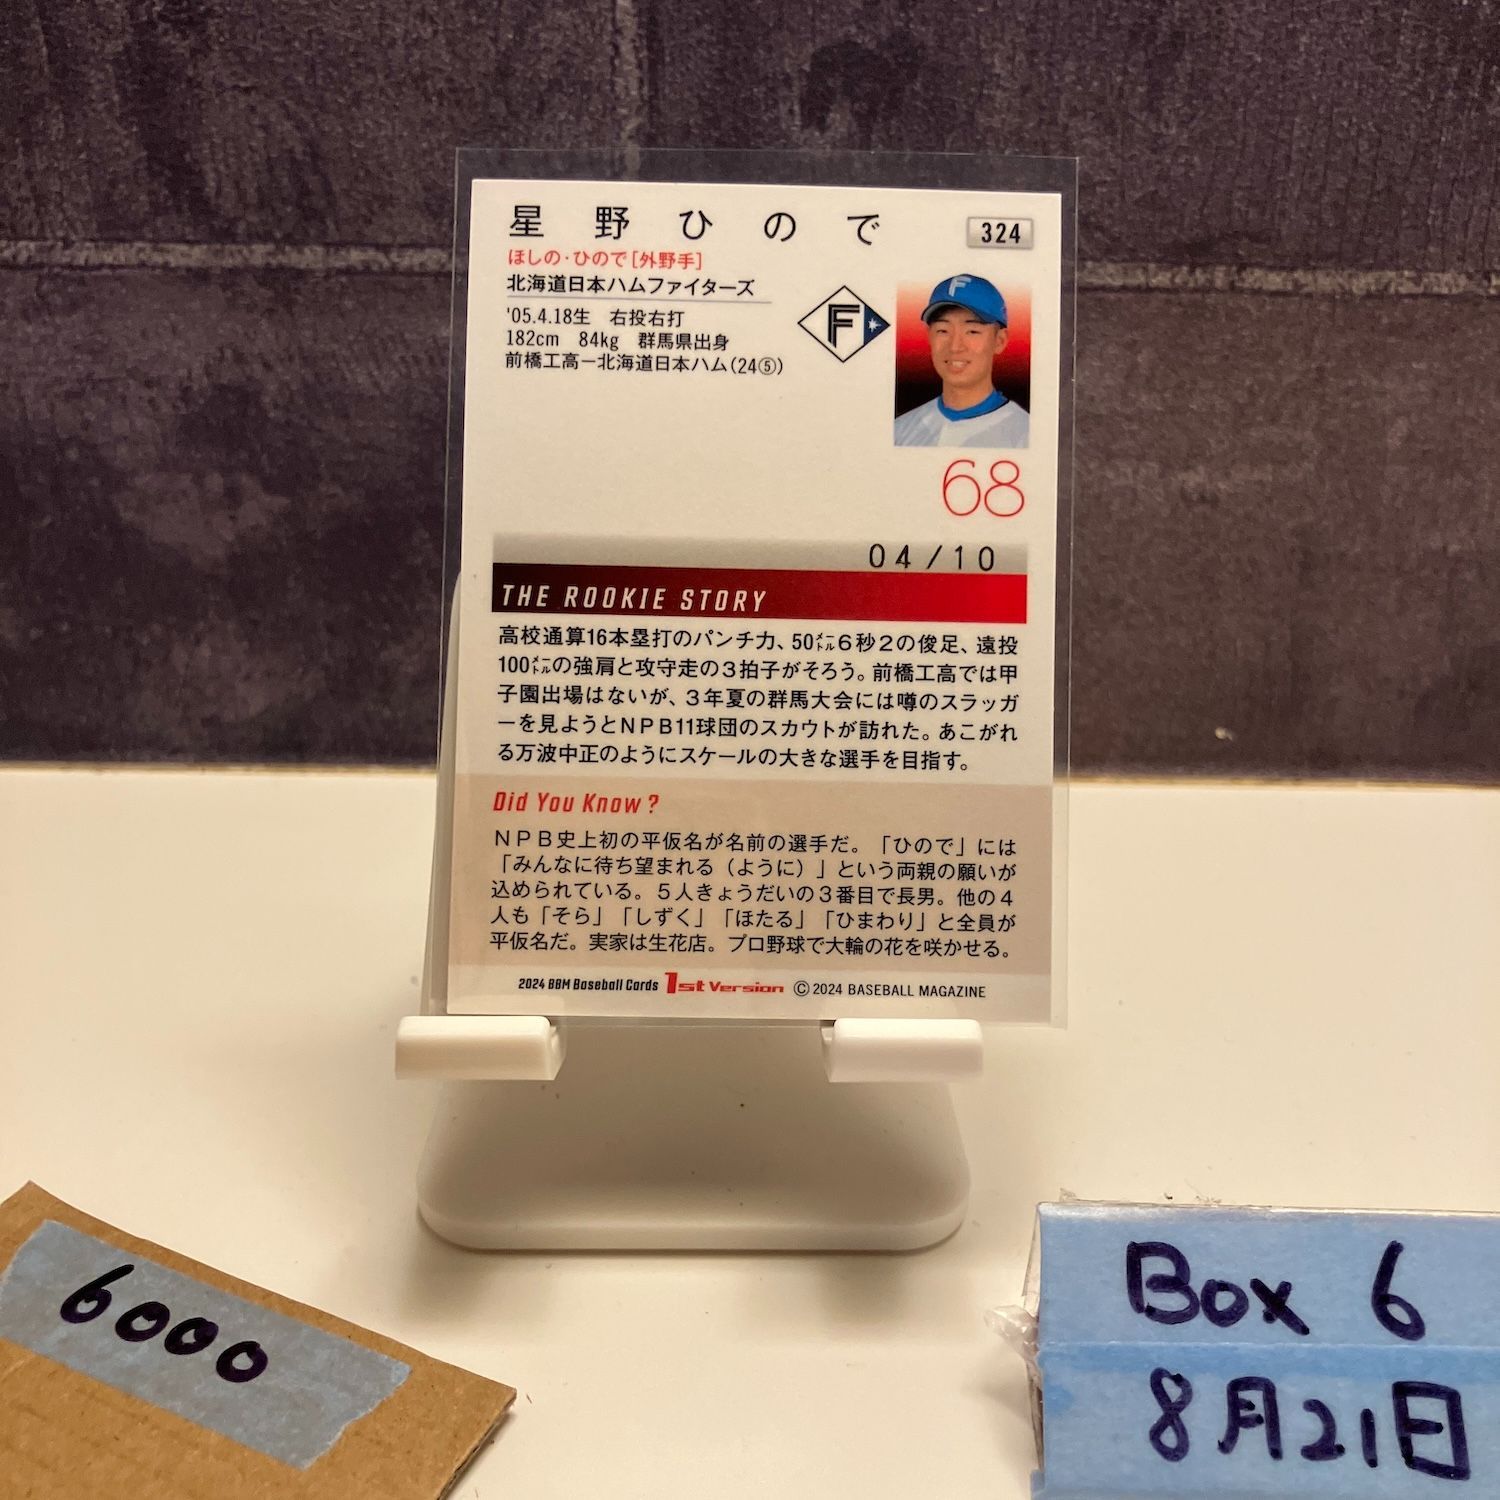 星野ひので
324
ほしの・ひので[外野手]
北海道日本ハムファイターズ
'05.4.18生 右投右打
182cm 84kg 群馬県出身
前橋工高－北海道日本ハム(24⑤)
F
F
68
04/10
THE ROOKIE STORY
高校通算16本塁打のパンチ力、50㍍6秒2の俊足、遠投
100㍍の強肩と攻守走の3拍子がそろう。前橋工高では甲
子園出場はないが、3年夏の群馬大会には噂のスラッガ
ーを見ようとNPB11球団のスカウトが訪れた。あこがれ
る万波中正のようにスケールの大きな選手を目指す。
Did You Know?
NPB史上初の平仮名が名前の選手だ。「ひので」には
「みんなに待ち望まれる（ように）」という両親の願いが
込められている。5人きょうだいの3番目で長男。他の4
人も「そら」「しずく」「ほたる」「ひまわり」と全員が
平仮名だ。実家は生花店。プロ野球で大輪の花を咲かせる。
2024 BBM Baseball Cards 1st Version ©2024 BASEBALL MAGAZINE
6000
Box 6
8月21日